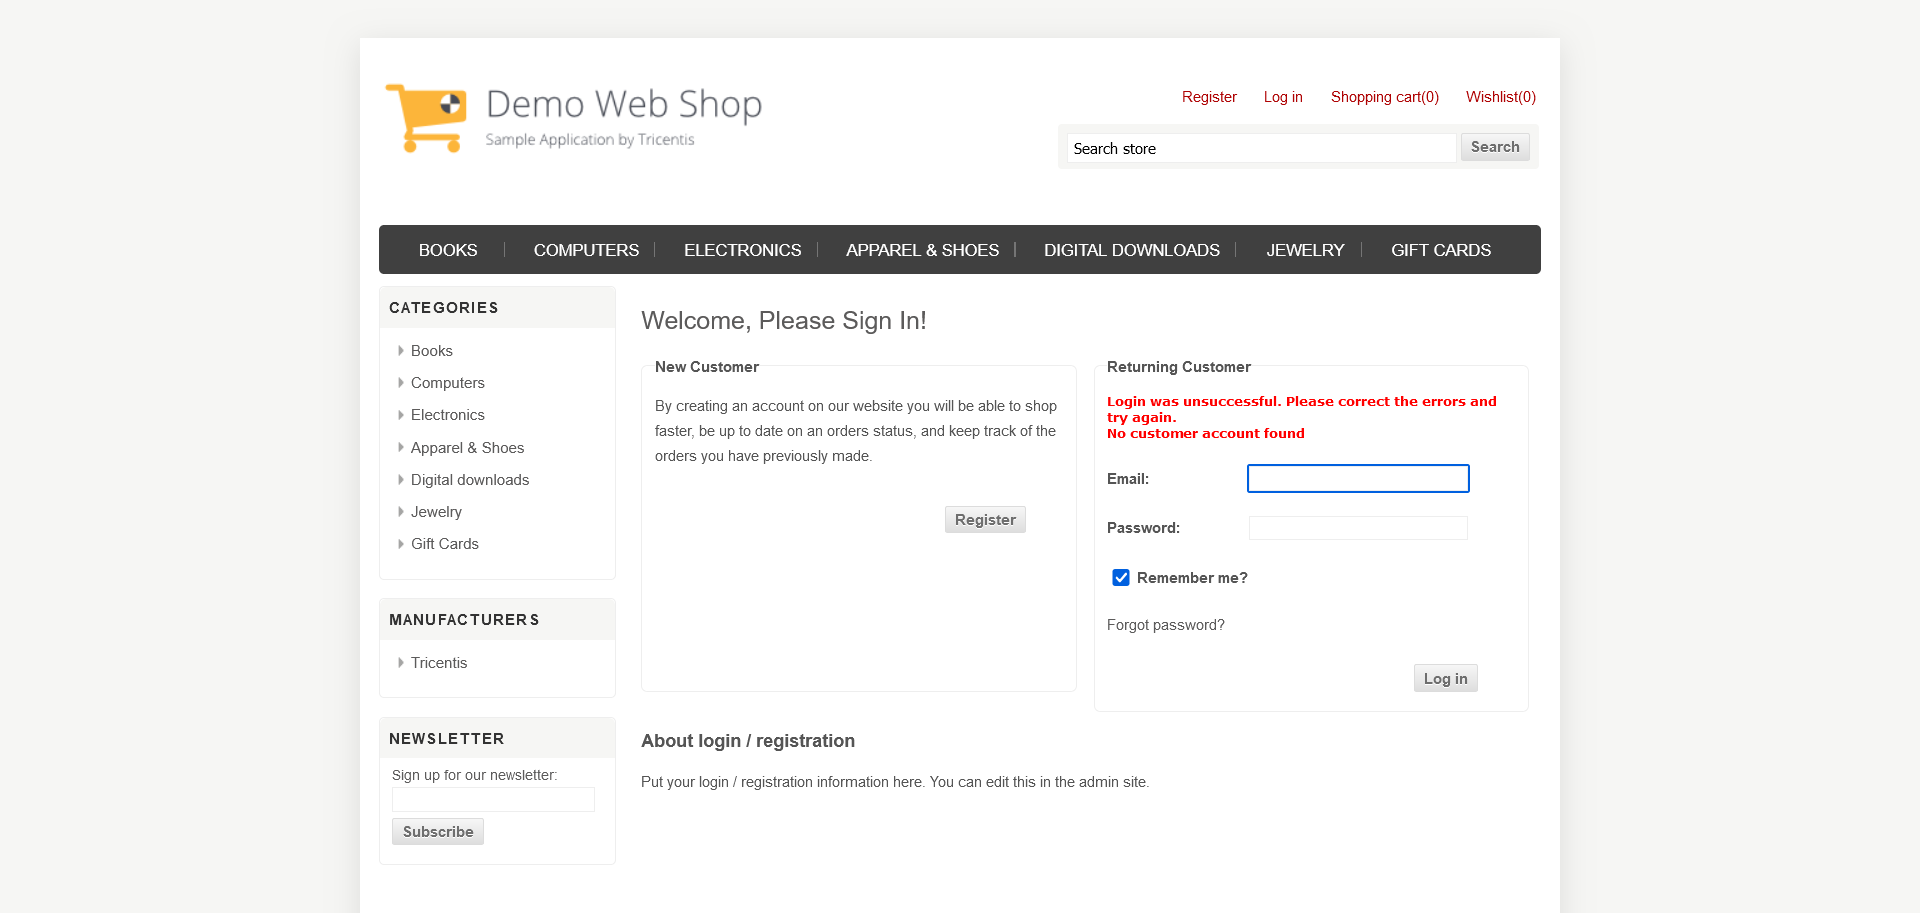 Demo Web Shop
Sample Application by Tricentis
Register Log in Shopping cart(0) Wishlist(0)
Search store Search
BOOKS COMPUTERS ELECTRONICS APPAREL & SHOES DIGITAL DOWNLOADS JEWELRY GIFT CARDS
CATEGORIES
Books
Computers
Electronics
Apparel & Shoes
Digital downloads
Jewelry
Gift Cards
MANUFACTURERS
Tricentis
NEWSLETTER
Sign up for our newsletter:
Subscribe
Welcome, Please Sign In!
New Customer
By creating an account on our website you will be able to shop
faster, be up to date on an orders status, and keep track of the
orders you have previously made.
Register
Returning Customer
Login was unsuccessful. Please correct the errors and
try again.
No customer account found
Email:
Password:
Remember me?
Forgot password?
Log in
About login / registration
Put your login / registration information here. You can edit this in the admin site.